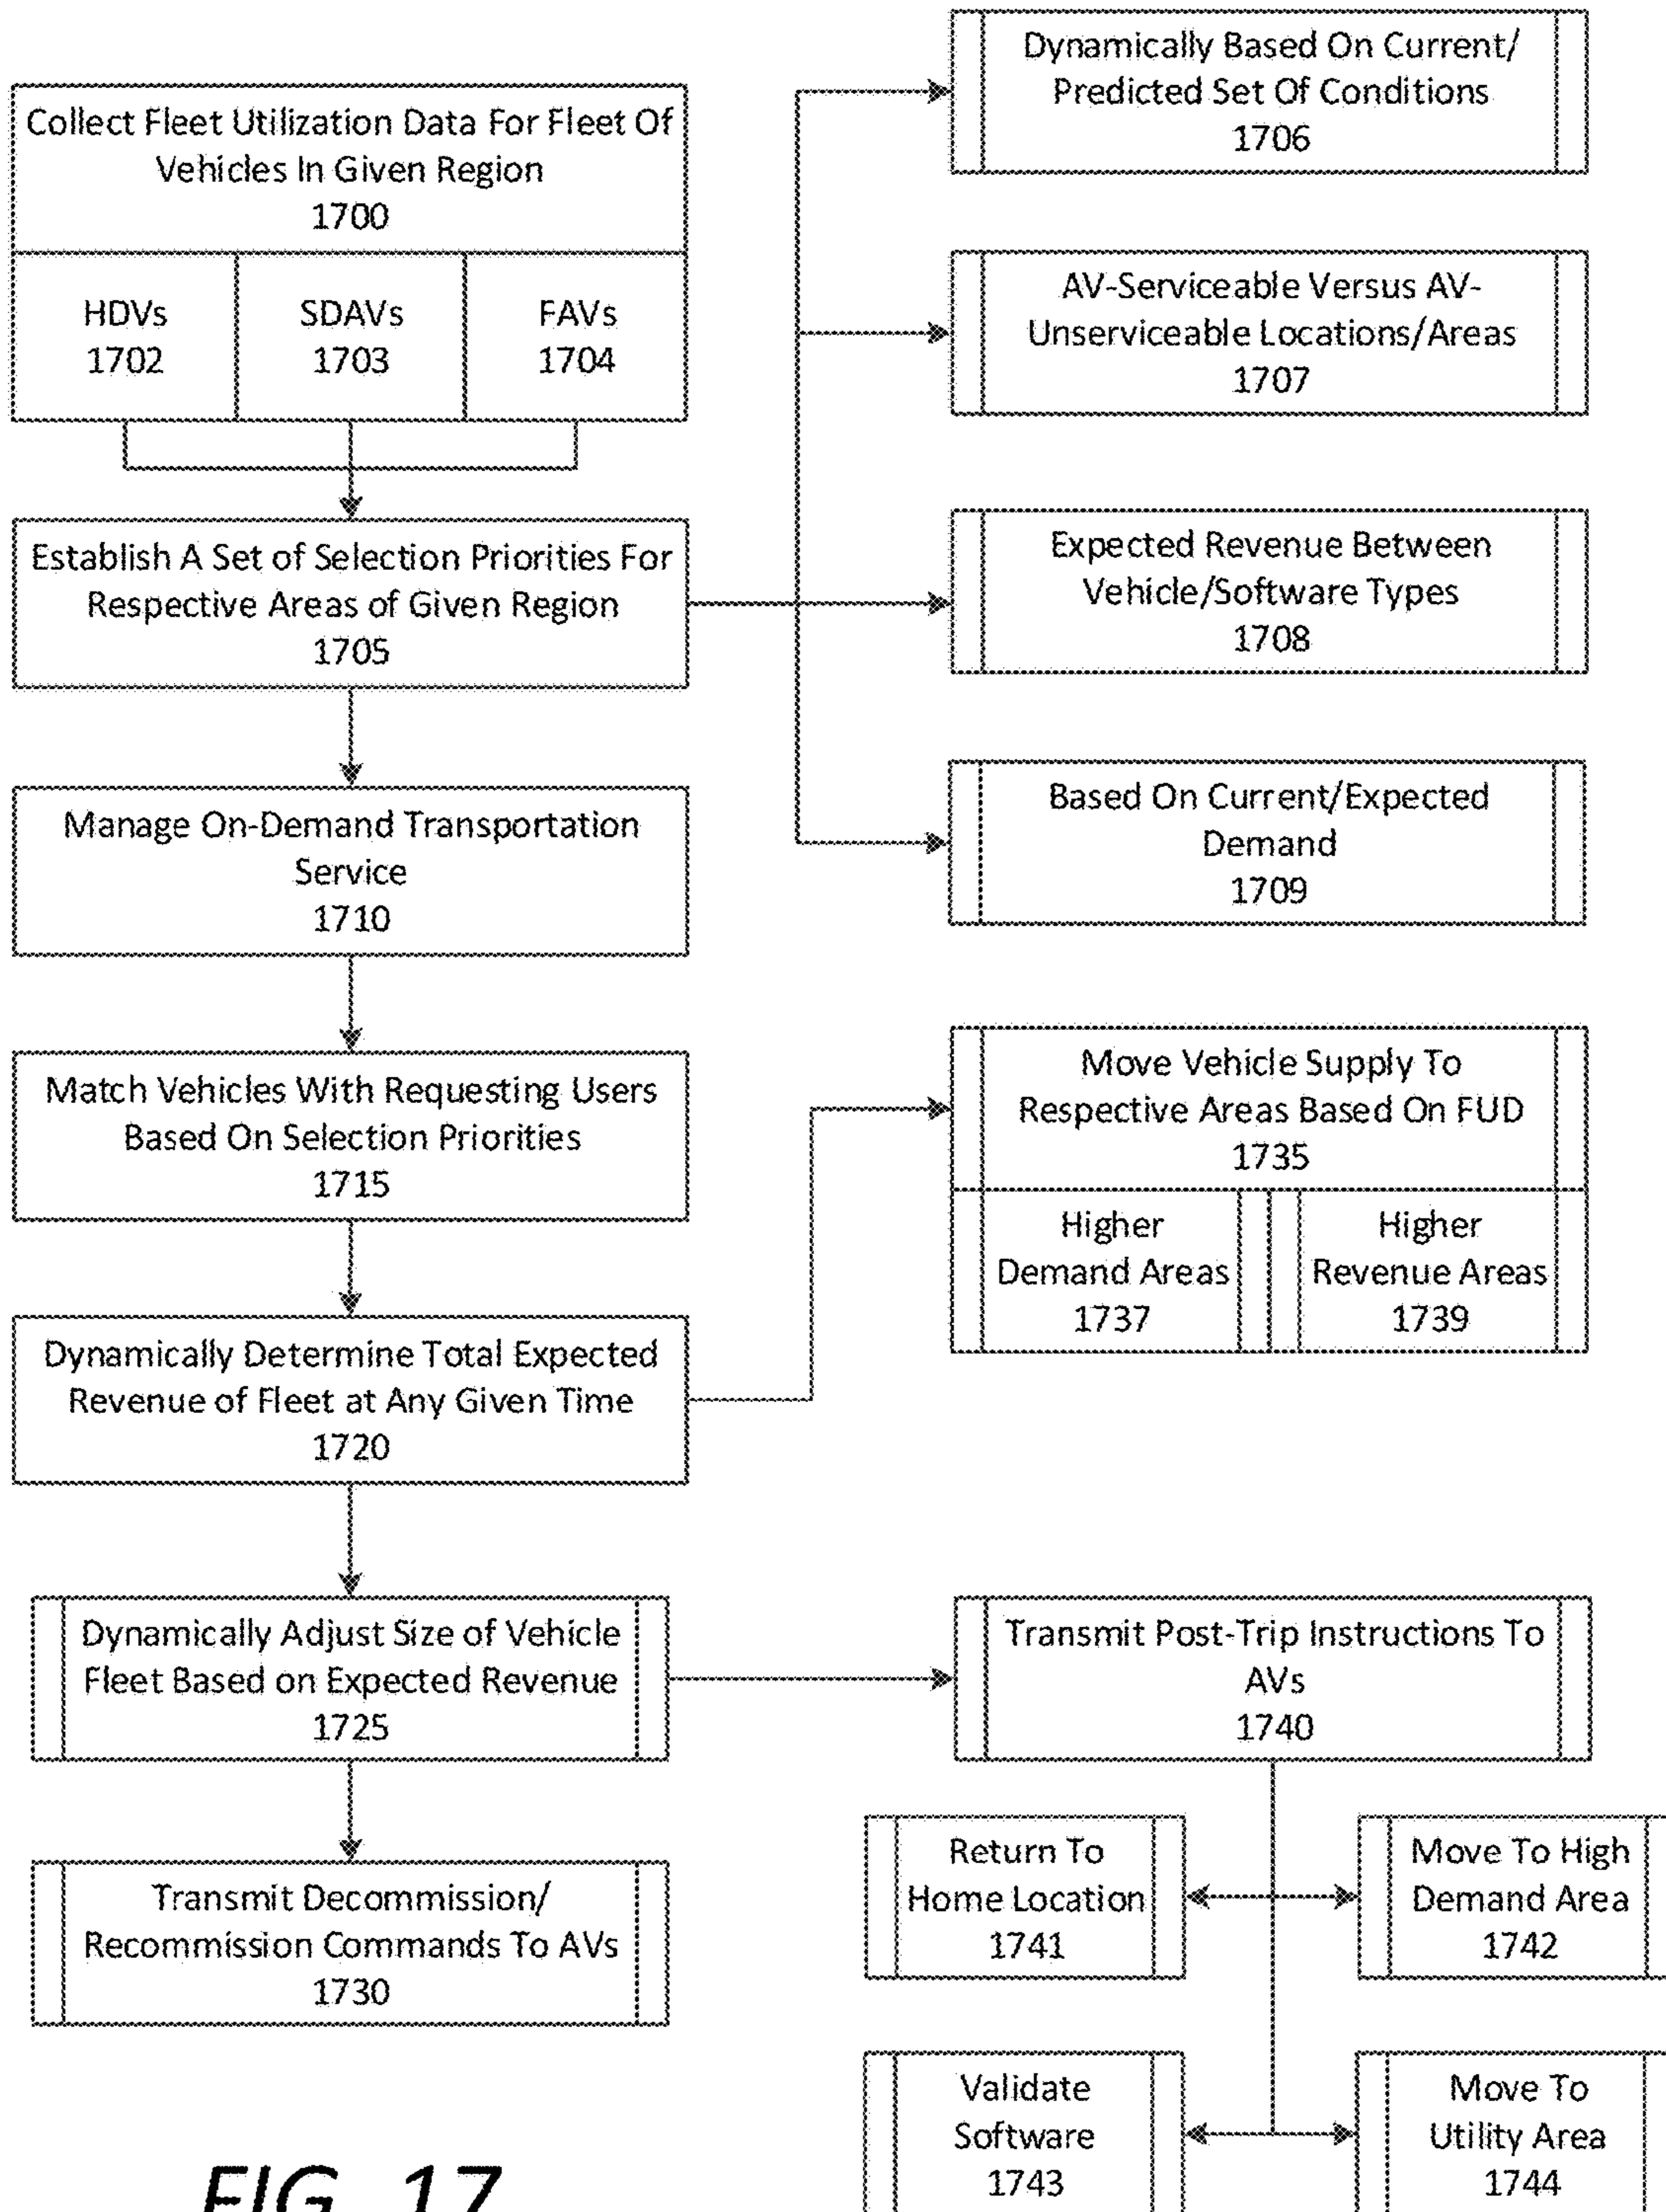 Collect Fleet Utilization Data For Fleet Of
Vehicles In Given Region
1700
HDVs
1702
SDAVs
1703
FAVs
1704
Establish A Set of Selection Priorities For
Respective Areas of Given Region
1705
Dynamically Based On Current/
Predicted Set Of Conditions
1706
AV-Serviceable Versus AV-
Unserviceable Locations/Areas
1707
Expected Revenue Between
Vehicle/Software Types
1708
Based On Current/Expected
Demand
1709
Manage On-Demand Transportation
Service
1710
Match Vehicles With Requesting Users
Based On Selection Priorities
1715
Dynamically Determine Total Expected
Revenue of Fleet at Any Given Time
1720
Move Vehicle Supply To
Respective Areas Based On FUD
1735
Higher
Demand Areas
1737
Higher
Revenue Areas
1739
Dynamically Adjust Size of Vehicle
Fleet Based on Expected Revenue
1725
Transmit Decommission/
Recommission Commands To AVs
1730
Transmit Post-Trip Instructions To
AVs
1740
Return To
Home Location
1741
Move To High
Demand Area
1742
Validate
Software
1743
Move To
Utility Area
1744
FIG. 17